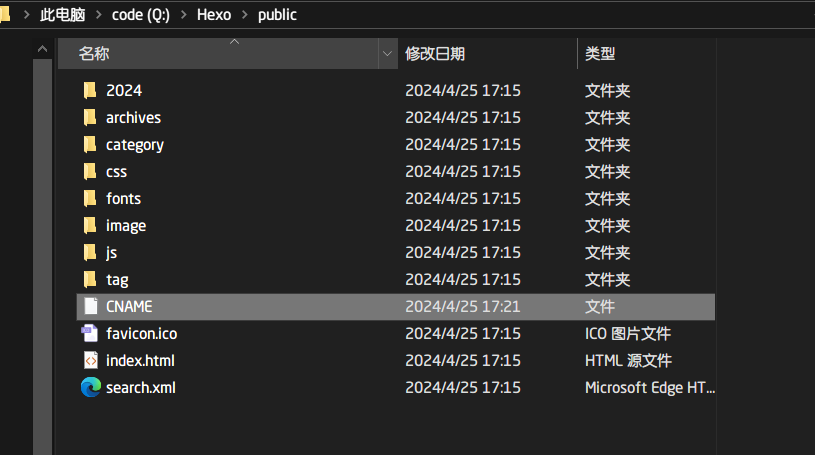 此电脑 > code (Q:) > Hexo > public
名称 修改日期 类型
2024 2024/4/25 17:15 文件夹
archives 2024/4/25 17:15 文件夹
category 2024/4/25 17:15 文件夹
css 2024/4/25 17:15 文件夹
fonts 2024/4/25 17:15 文件夹
image 2024/4/25 17:15 文件夹
js 2024/4/25 17:15 文件夹
tag 2024/4/25 17:15 文件夹
CNAME 2024/4/25 17:21 文件
favicon.ico 2024/4/25 17:15 ICO 图片文件
index.html 2024/4/25 17:15 HTML 源文件
search.xml 2024/4/25 17:15 Microsoft Edge HT...